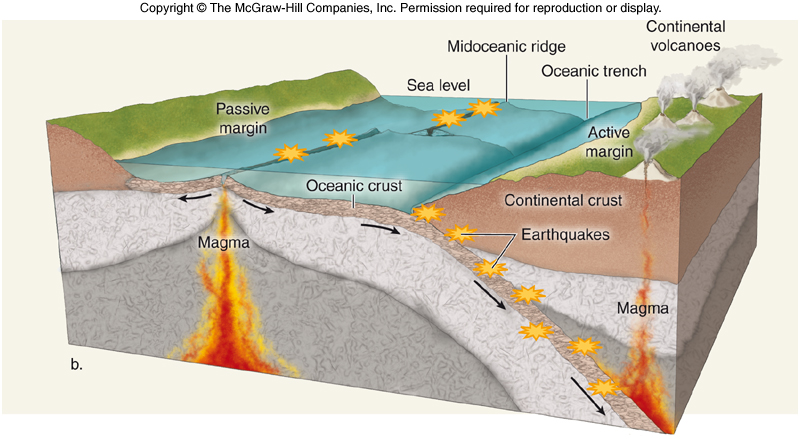 Copyright © The McGraw-Hill Companies, Inc. Permission required for reproduction or display.
Continental
volcanoes
Midoceanic ridge
Oceanic trench
Sea level
Passive
margin
Active
margin
Oceanic crust
Continental crust
Earthquakes
Magma
Magma
b.